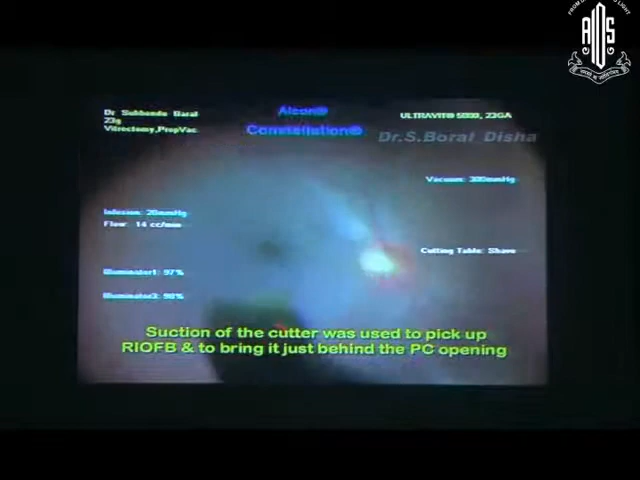 AIOS
Dr Subhendu Boral
23g
Vitrectomy,PropVac
Alcon®
Constellation®
ULTRAVIT® 5000, 23GA
Dr.S.Boral Disha
Vacuum: 300mmHg
Infusion: 20mmHg
Flow: 14 cc/min
Cutting Table: Shave
Illuminator1: 97%
Illuminator3: 98%
Suction of the cutter was used to pick up
RIOFB & to bring it just behind the PC opening